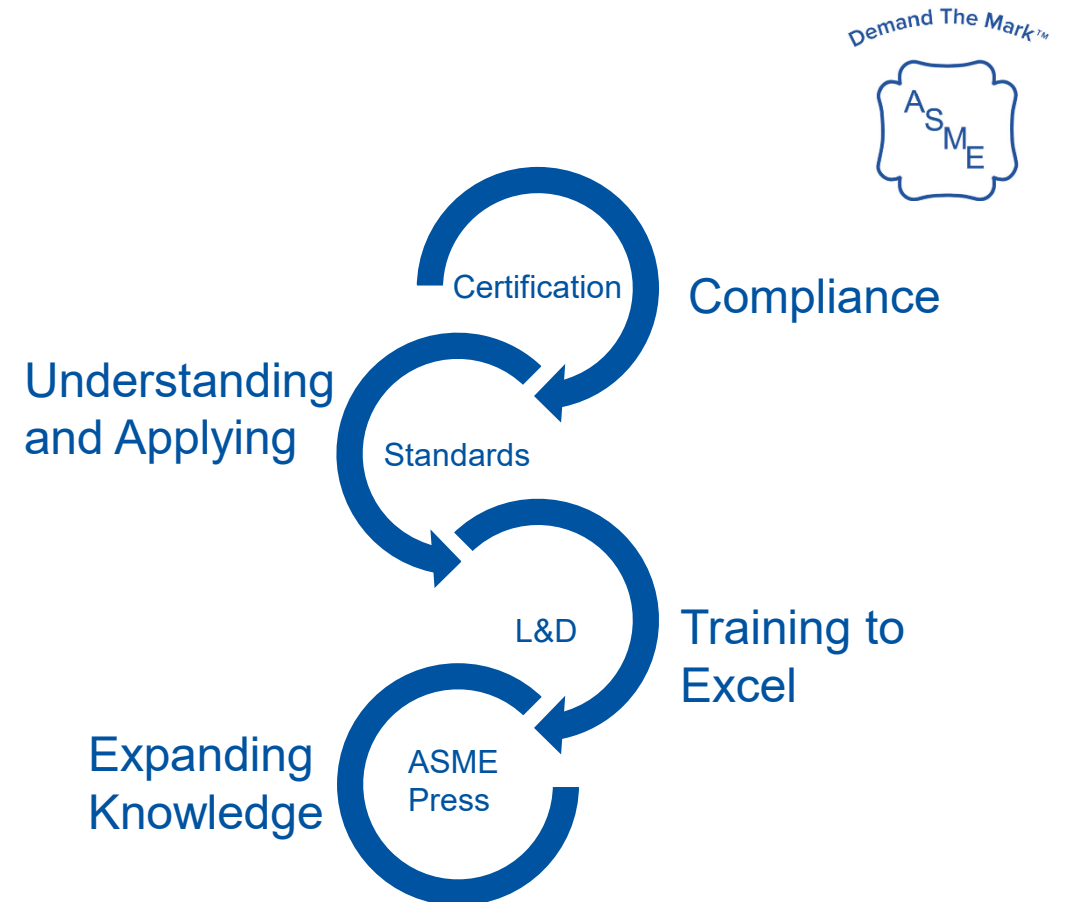 Demand The Mark™
A
S
M
E
Certification
Compliance
Understanding
and Applying
Standards
L&D
Training to
Excel
Expanding
Knowledge
ASME
Press